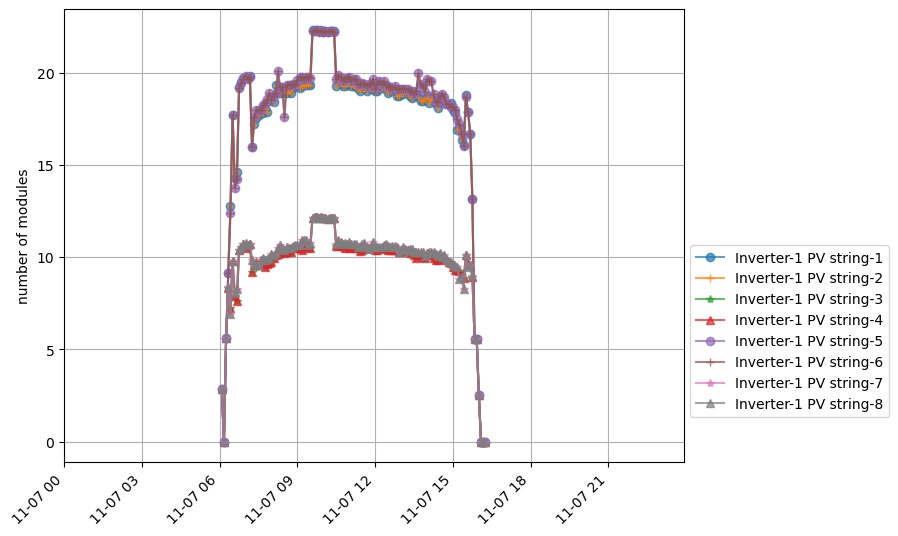 number of modules
20
15
10
5
0
11-07 00
11-07 03
11-07 06
11-07 09
11-07 12
11-07 15
11-07 18
11-07 21
Inverter-1 PV string-1
Inverter-1 PV string-2
Inverter-1 PV string-3
Inverter-1 PV string-4
Inverter-1 PV string-5
Inverter-1 PV string-6
Inverter-1 PV string-7
Inverter-1 PV string-8